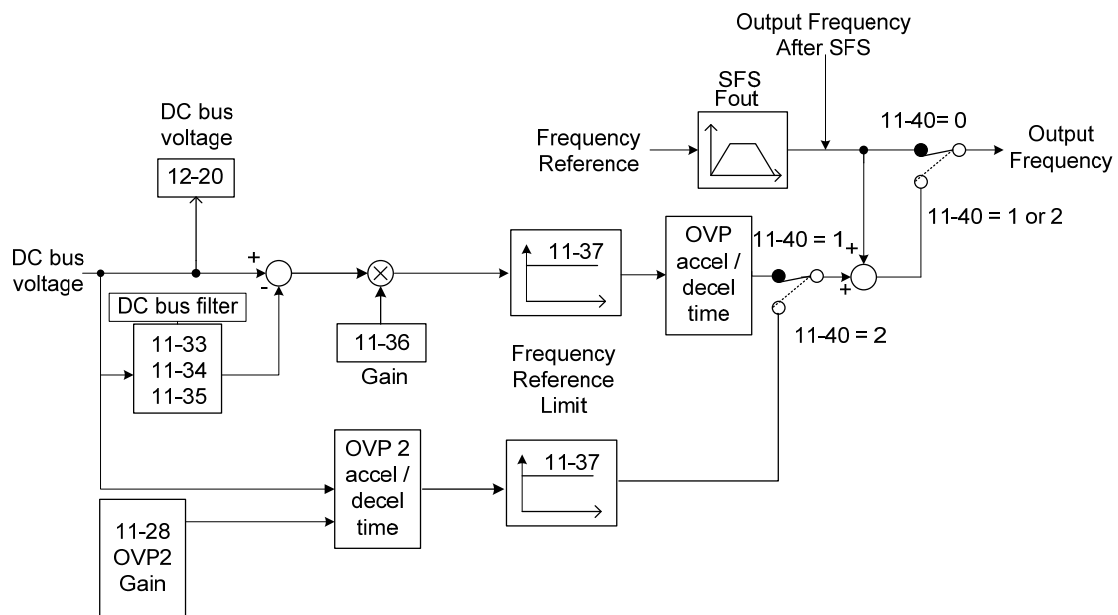 Output Frequency
After SFS
SFS
Fout
DC bus
voltage
12-20
Frequency
Reference
11-40= 0
Output
Frequency
11-40 = 1 or 2
DC bus
voltage
+
-
DC bus filter
11-33
11-34
11-35
11-36
Gain
11-37
OVP
accel /
decel
time
11-40 = 1
+
+
11-40 = 2
Frequency
Reference
Limit
OVP 2
accel /
decel
time
11-37
11-28
OVP2
Gain